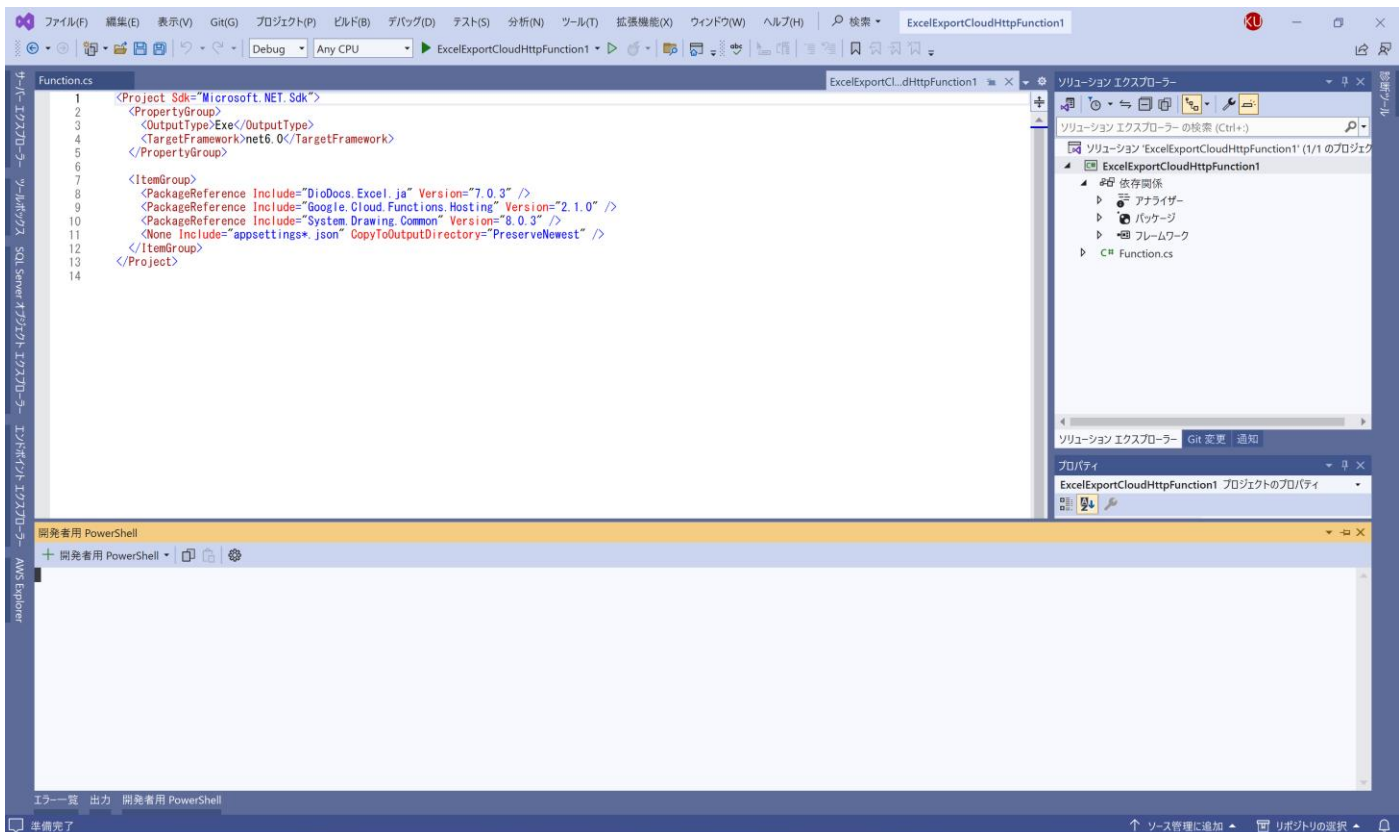 ファイル(F) 編集(E) 表示(V) Git(G) プロジェクト(P) ビルド(B) デバッグ(D) テスト(S) 分析(N) ツール(T) 拡張機能(X) ウィンドウ(W) ヘルプ(H) 検索 ExcelExportCloudHttpFunction1 KU
Debug Any CPU ExcelExportCloudHttpFunction1
サーバー エクスプローラー
ツールボックス
SQL Server オブジェクト エクスプローラー
エンドポイント エクスプローラー
AWS Explorer
Function.cs ExcelExportCl...dHttpFunction1
1 <Project Sdk="Microsoft.NET.Sdk">
2 <PropertyGroup>
3 <OutputType>Exe</OutputType>
4 <TargetFramework>net6.0</TargetFramework>
5 </PropertyGroup>
6
7 <ItemGroup>
8 <PackageReference Include="DioDocs.Excel.ja" Version="7.0.3" />
9 <PackageReference Include="Google.Cloud.Functions.Hosting" Version="2.1.0" />
10 <PackageReference Include="System.Drawing.Common" Version="8.0.3" />
11 <None Include="appsettings*.json" CopyToOutputDirectory="PreserveNewest" />
12 </ItemGroup>
13 </Project>
14
ソリューション エクスプローラー
ソリューション エクスプローラー の検索 (Ctrl+:)
ソリューション 'ExcelExportCloudHttpFunction1' (1/1 のプロジェク
ExcelExportCloudHttpFunction1
依存関係
アナライザー
パッケージ
フレームワーク
C# Function.cs
ソリューション エクスプローラー Git 変更 通知
プロパティ
ExcelExportCloudHttpFunction1 プロジェクトのプロパティ
診断ツール
開発者用 PowerShell
+ 開発者用 PowerShell
エラー一覧 出力 開発者用 PowerShell
準備完了 ソース管理に追加 リポジトリの選択